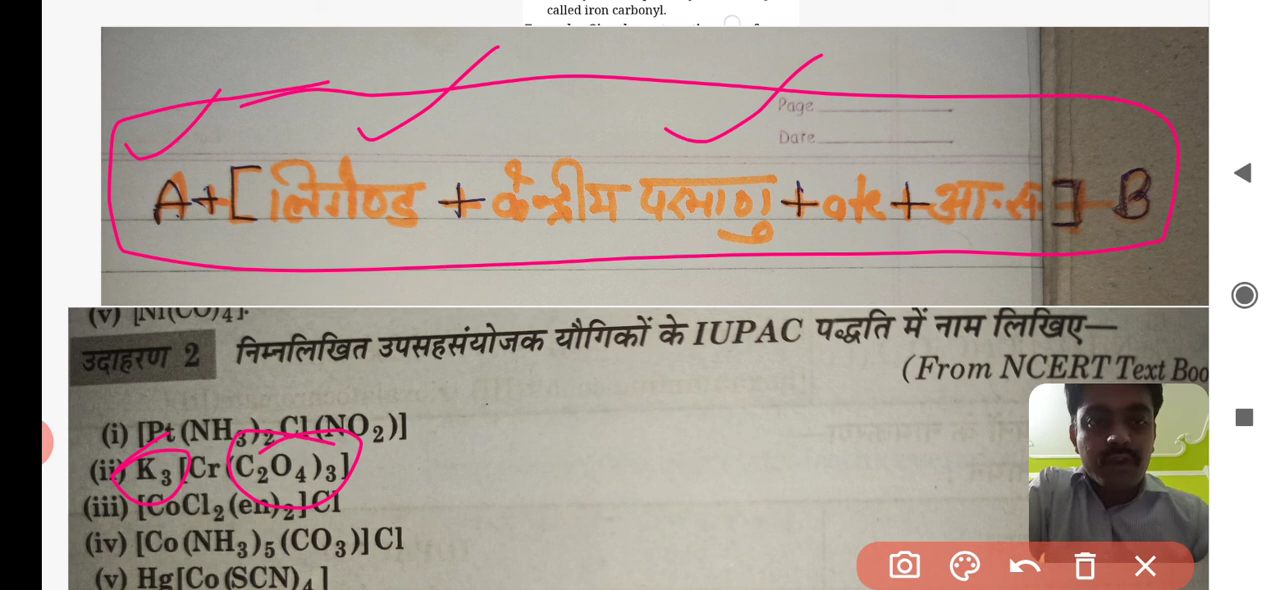 called iron carbonyl.
Page
Date
A+[लिगेण्ड + केन्द्रीय परमाणु + ate + आ.सं.] B
(v) [Ni(CO)4].
उदाहरण 2 निम्नलिखित उपसहसंयोजक यौगिकों के IUPAC पद्धति में नाम लिखिए—
(From NCERT Text Boo
(i) [Pt(NH3)2Cl(NO2)]
(ii) K3[Cr(C2O4)3]
(iii) [CoCl2(en)2]Cl
(iv) [Co(NH3)5(CO3)]Cl
(v) Hg[Co(SCN)4]